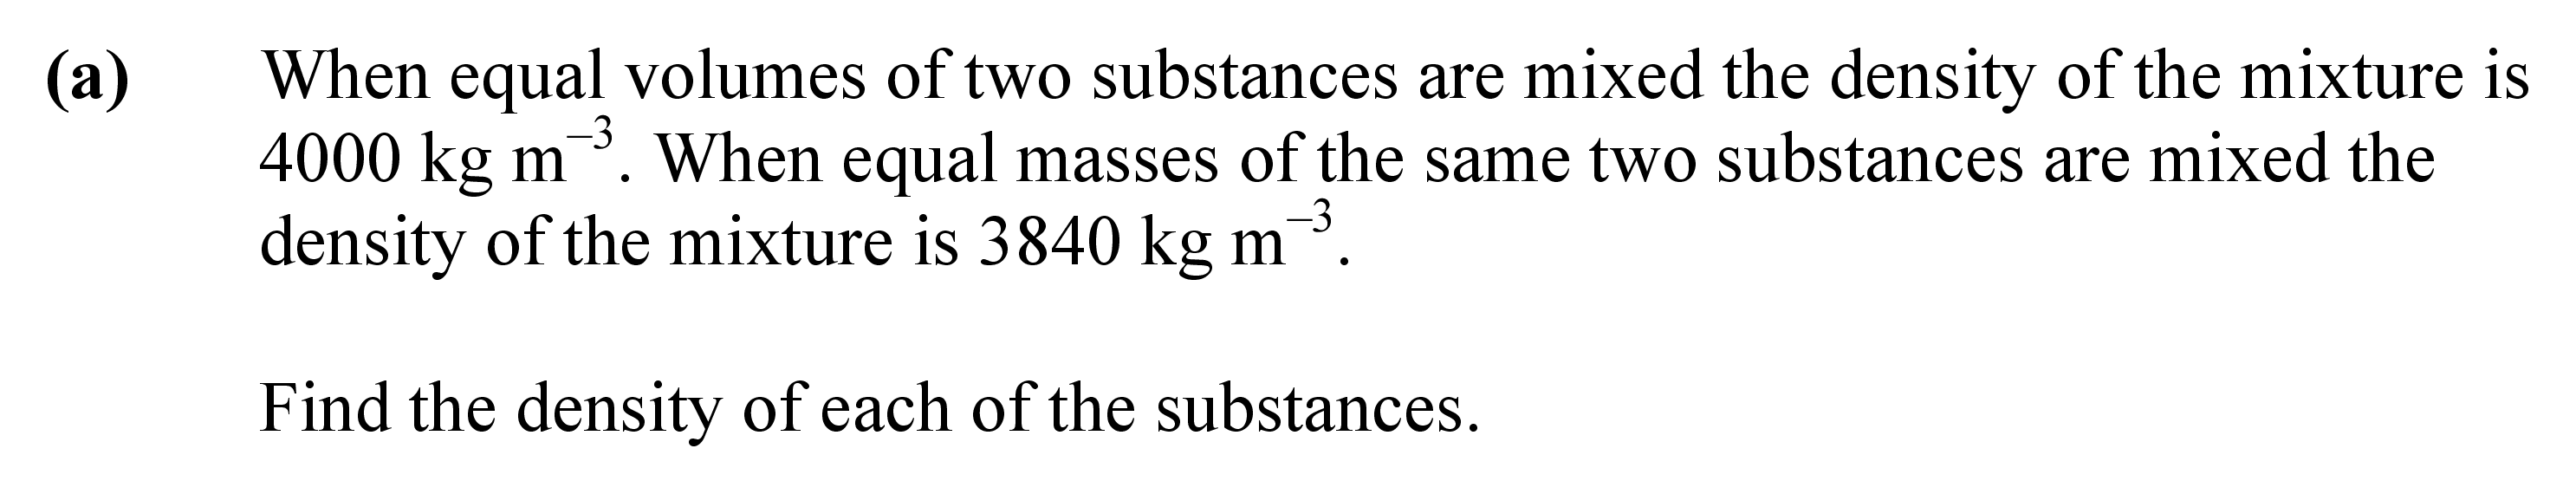 (a) When equal volumes of two substances are mixed the density of the mixture is
4000 kg m⁻³. When equal masses of the same two substances are mixed the
density of the mixture is 3840 kg m⁻³.
Find the density of each of the substances.